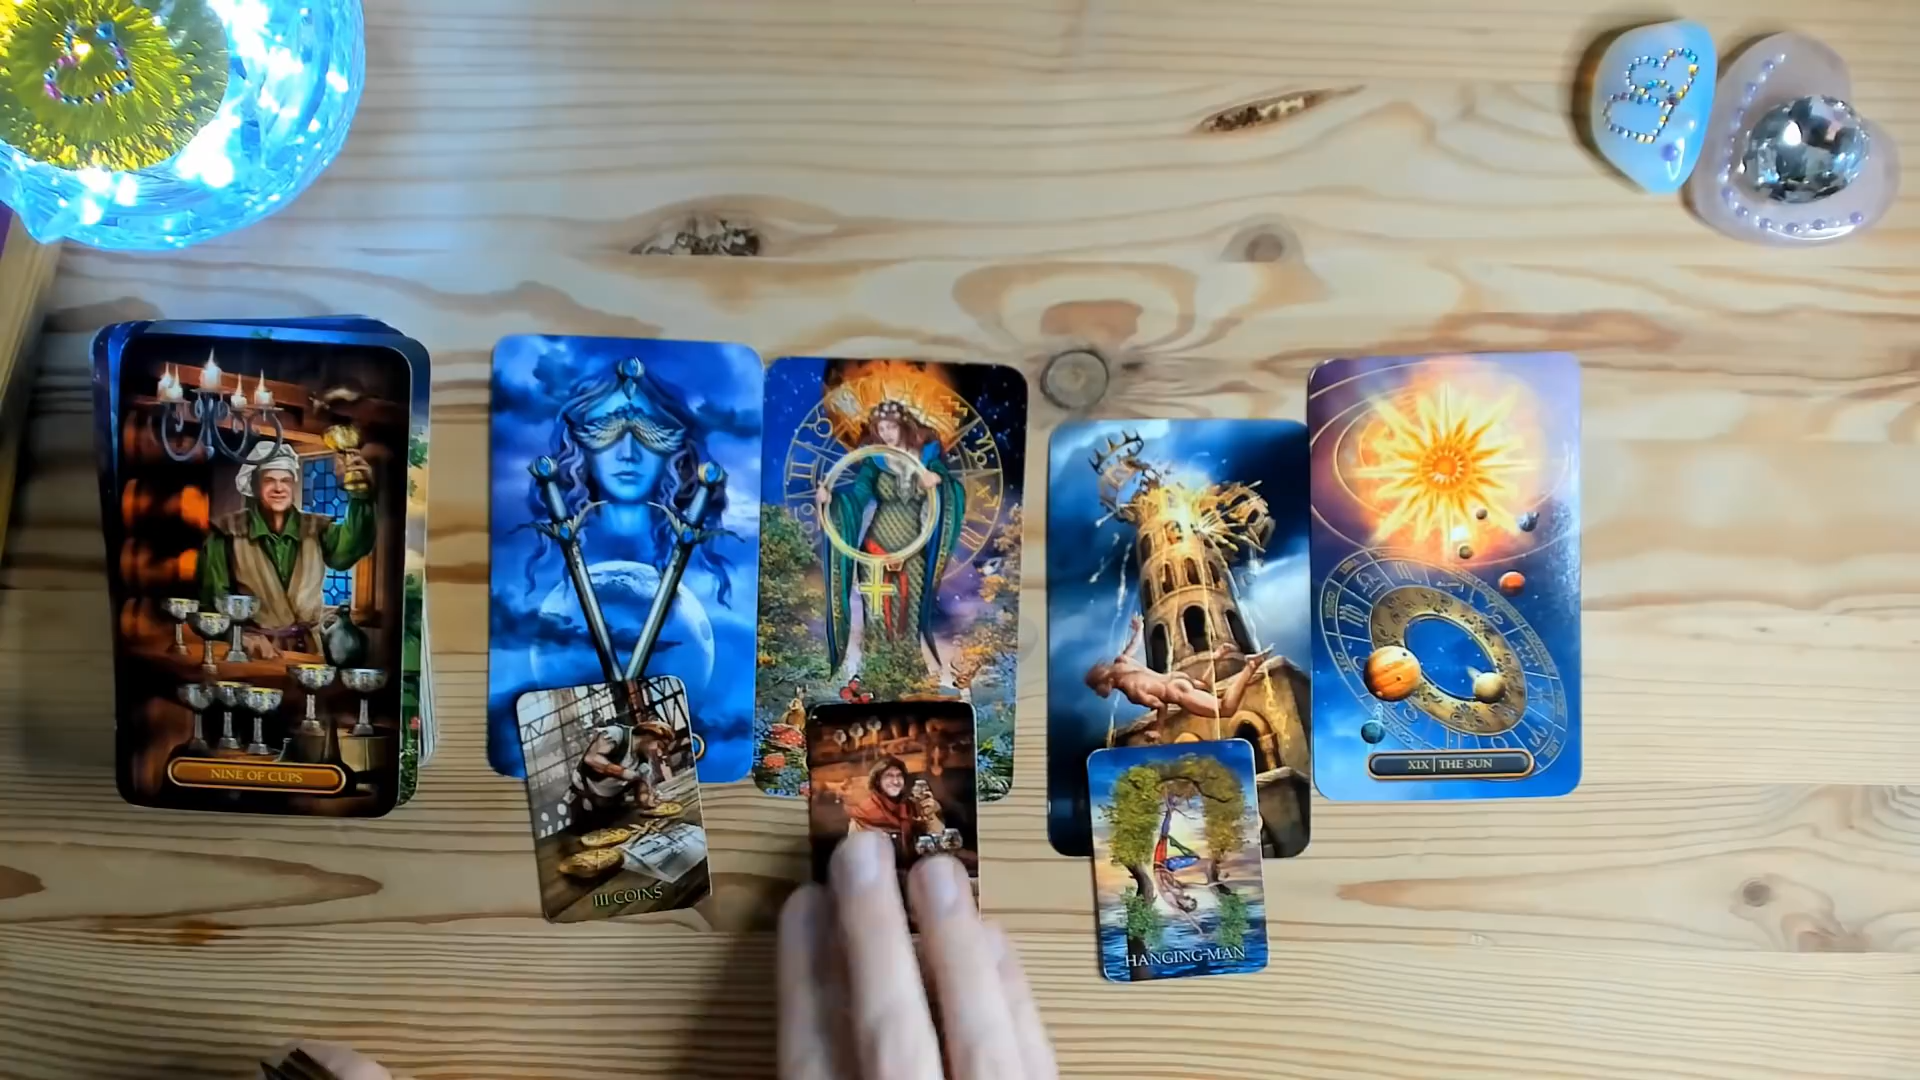 NINE OF CUPS
XIX | THE SUN
III COINS
HANGING MAN